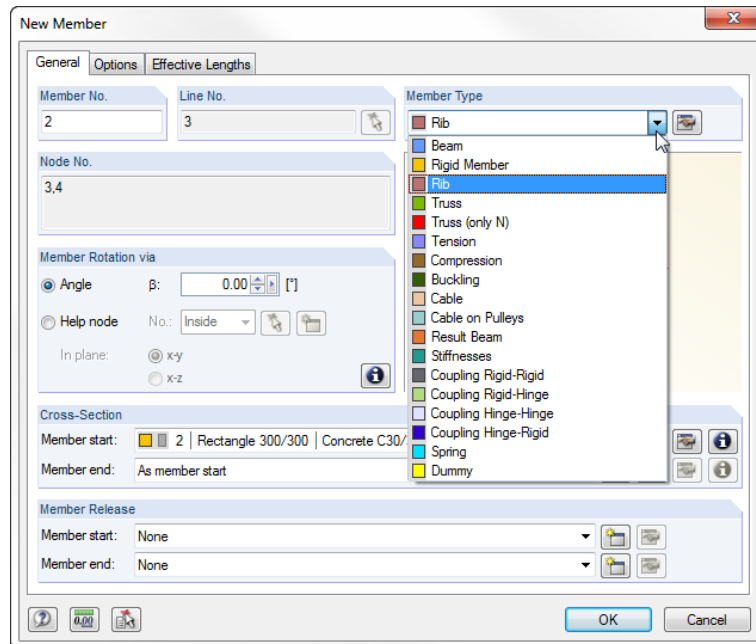 New Member
General Options Effective Lengths
Member No.
2
Line No.
3
Member Type
Rib
Beam
Rigid Member
Rib
Truss
Truss (only N)
Tension
Compression
Buckling
Cable
Cable on Pulleys
Result Beam
Stiffnesses
Coupling Rigid-Rigid
Coupling Rigid-Hinge
Coupling Hinge-Hinge
Coupling Hinge-Rigid
Spring
Dummy
Node No.
3,4
Member Rotation via
Angle β: 0.00 [°]
Help node No.: Inside
In plane: x-y
x-z
Cross-Section
Member start: 2 Rectangle 300/300 Concrete C30/
Member end: As member start
Member Release
Member start: None
Member end: None
0.00
OK Cancel